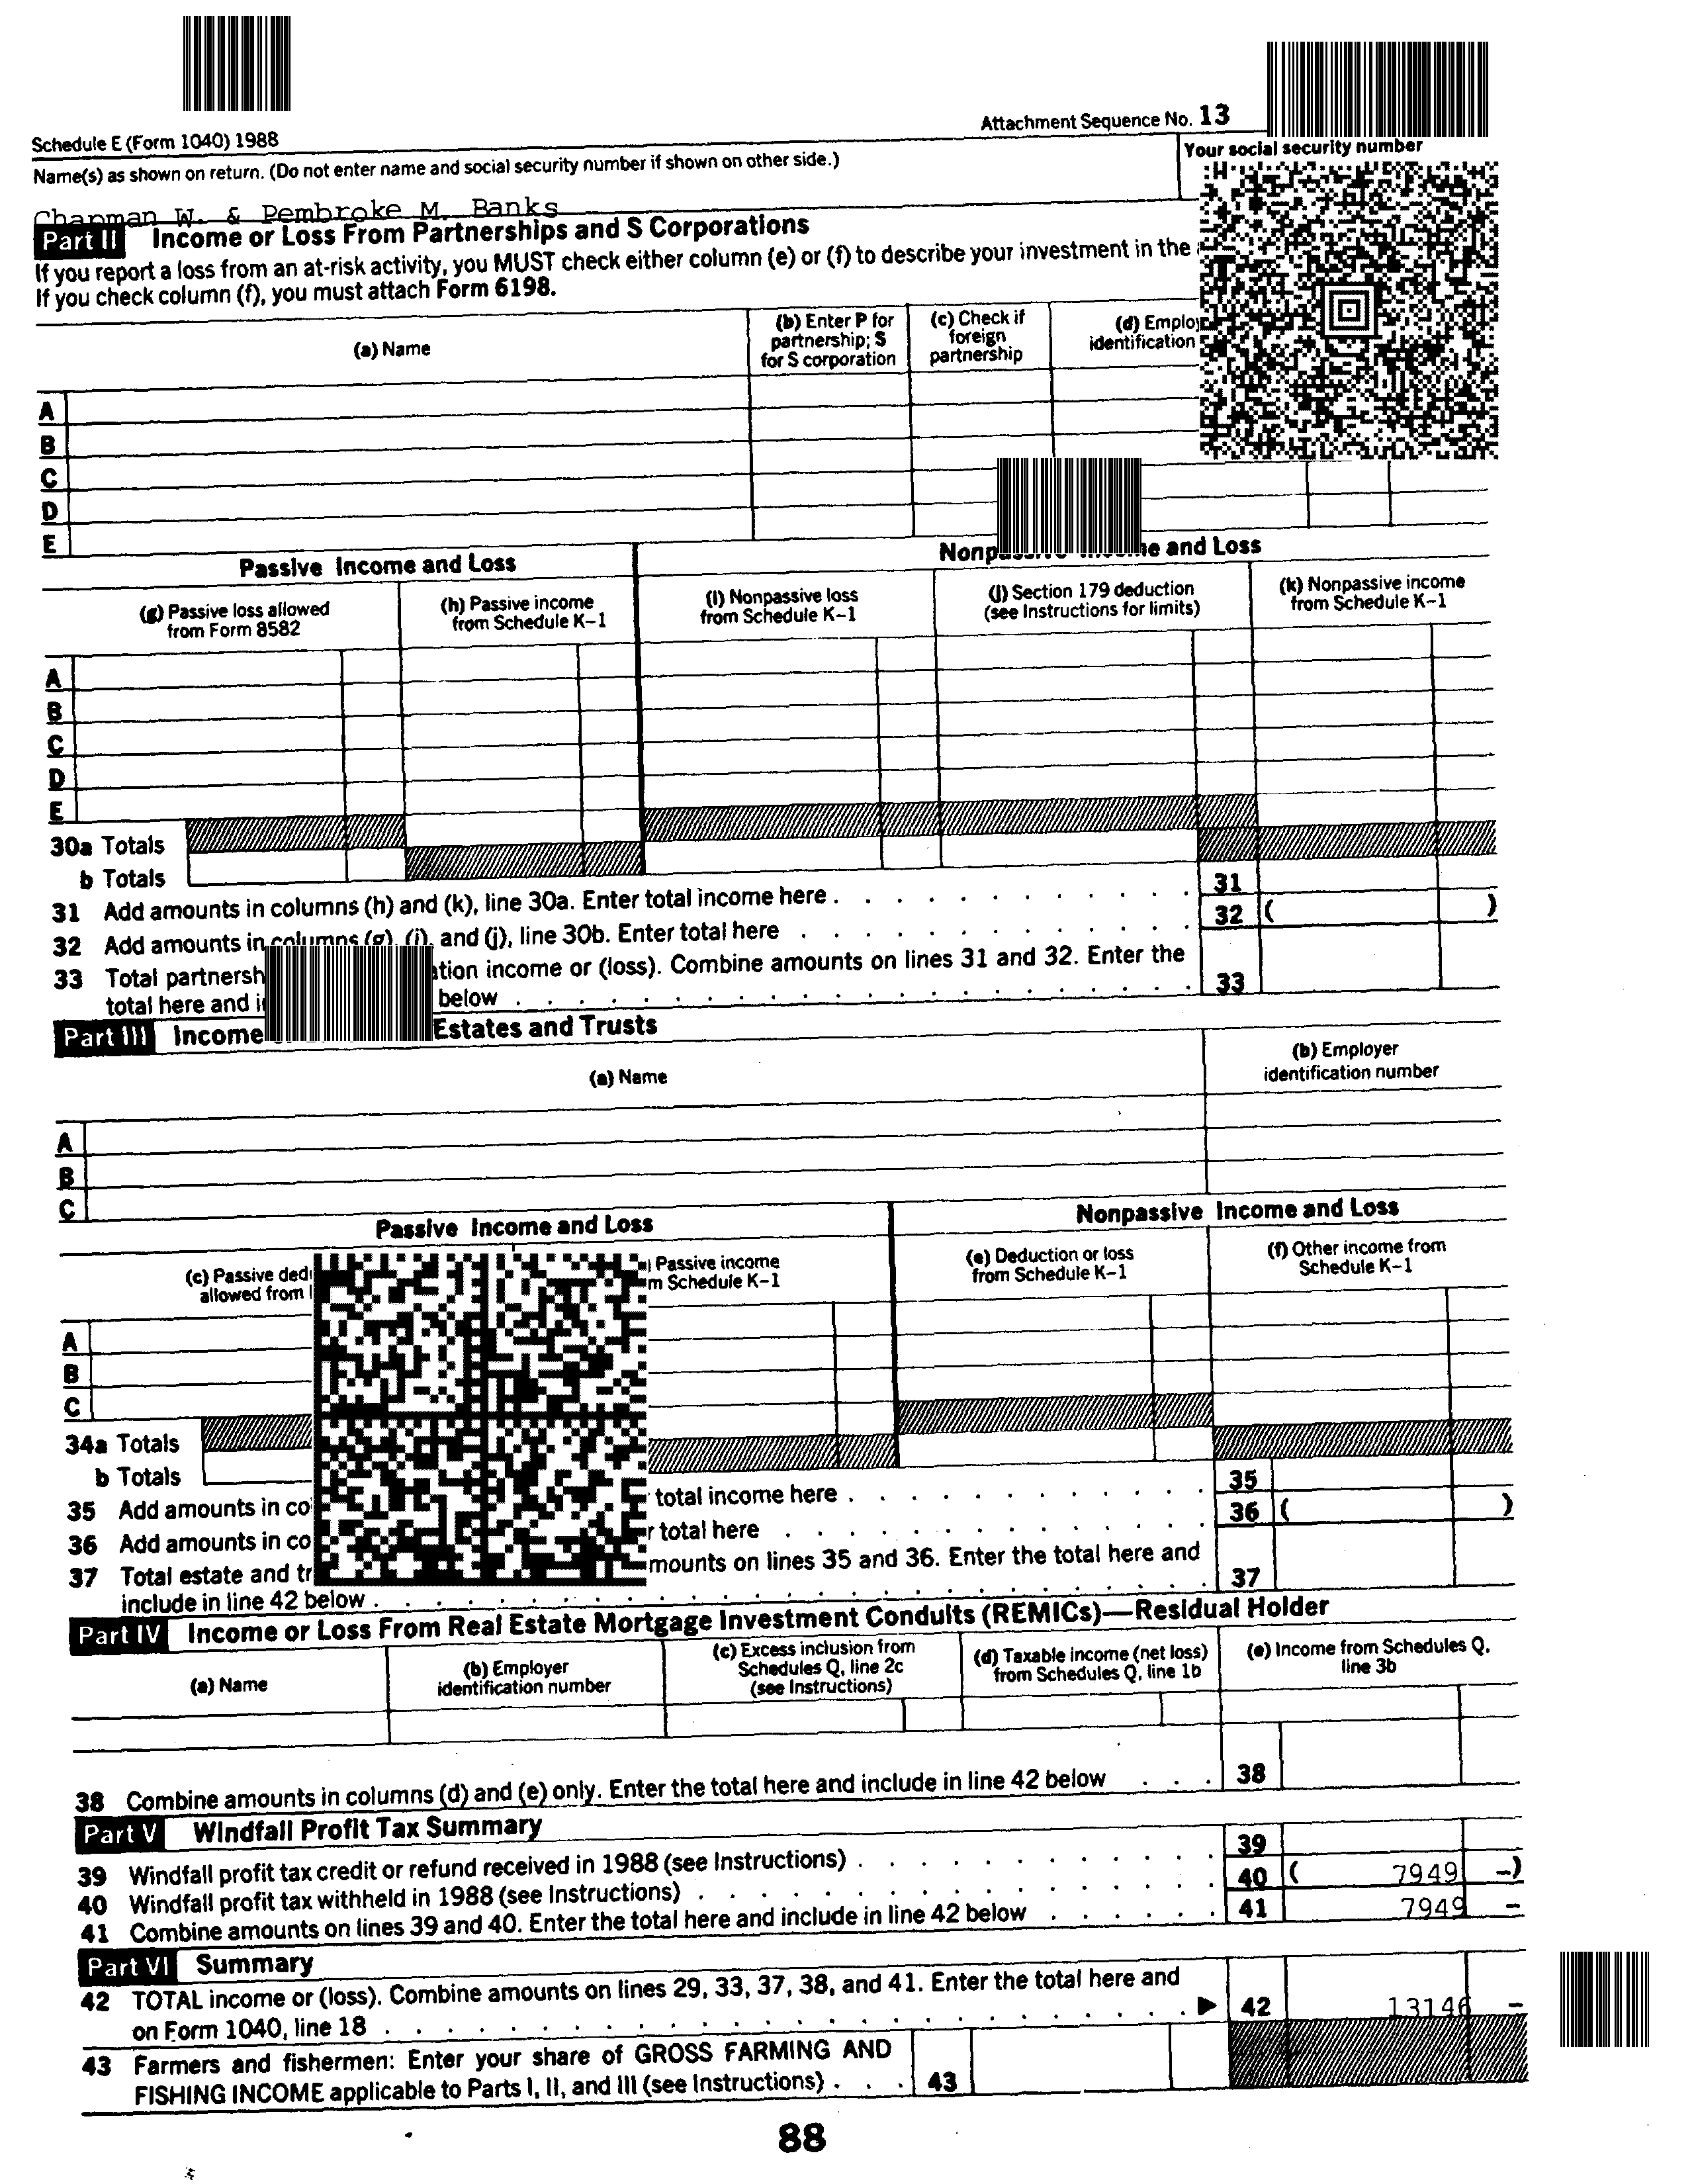 Attachment Sequence No. 13
Schedule E (Form 1040) 1988
Name(s) as shown on return. (Do not enter name and social security number if shown on other side.)
Your social security number
Chapman W. & Pembroke M. Banks
Part II Income or Loss From Partnerships and S Corporations
If you report a loss from an at-risk activity, you MUST check either column (e) or (f) to describe your investment in the
If you check column (f), you must attach Form 6198.
(a) Name
(b) Enter P for partnership; S for S corporation
(c) Check if foreign partnership
(d) Emplo
identification
A
B
C
D
E
Passive Income and Loss
Nonp e and Loss
(g) Passive loss allowed from Form 8582
(h) Passive income from Schedule K–1
(i) Nonpassive loss from Schedule K–1
(j) Section 179 deduction (see Instructions for limits)
(k) Nonpassive income from Schedule K–1
A
B
C
D
E
30a Totals
b Totals
31 Add amounts in columns (h) and (k), line 30a. Enter total income here . . . 31
32 Add amounts in columns (g), (i), and (j), line 30b. Enter total here . . . 32 ( )
33 Total partnersh tion income or (loss). Combine amounts on lines 31 and 32. Enter the
total here and i below . . . 33
Part III Income Estates and Trusts
(a) Name
(b) Employer identification number
A
B
C
Passive Income and Loss
Nonpassive Income and Loss
(c) Passive ded
allowed from
Passive income
m Schedule K–1
(e) Deduction or loss from Schedule K–1
(f) Other income from Schedule K–1
A
B
C
34a Totals
b Totals
35 Add amounts in co total income here . . . 35
36 Add amounts in co r total here . . . 36 ( )
37 Total estate and tr mounts on lines 35 and 36. Enter the total here and
include in line 42 below . . . 37
Part IV Income or Loss From Real Estate Mortgage Investment Conduits (REMICs)—Residual Holder
(a) Name
(b) Employer identification number
(c) Excess inclusion from Schedules Q, line 2c (see Instructions)
(d) Taxable income (net loss) from Schedules Q, line 1b
(e) Income from Schedules Q, line 3b
38 Combine amounts in columns (d) and (e) only. Enter the total here and include in line 42 below . . . 38
Part V Windfall Profit Tax Summary
39 Windfall profit tax credit or refund received in 1988 (see Instructions) . . . 39
40 Windfall profit tax withheld in 1988 (see Instructions) . . . 40 ( 7949 –)
41 Combine amounts on lines 39 and 40. Enter the total here and include in line 42 below . . . 41 7949 –
Part VI Summary
42 TOTAL income or (loss). Combine amounts on lines 29, 33, 37, 38, and 41. Enter the total here and
on Form 1040, line 18 . . . ▶ 42 13146 –
43 Farmers and fishermen: Enter your share of GROSS FARMING AND
FISHING INCOME applicable to Parts I, II, and III (see Instructions) . . . 43
88